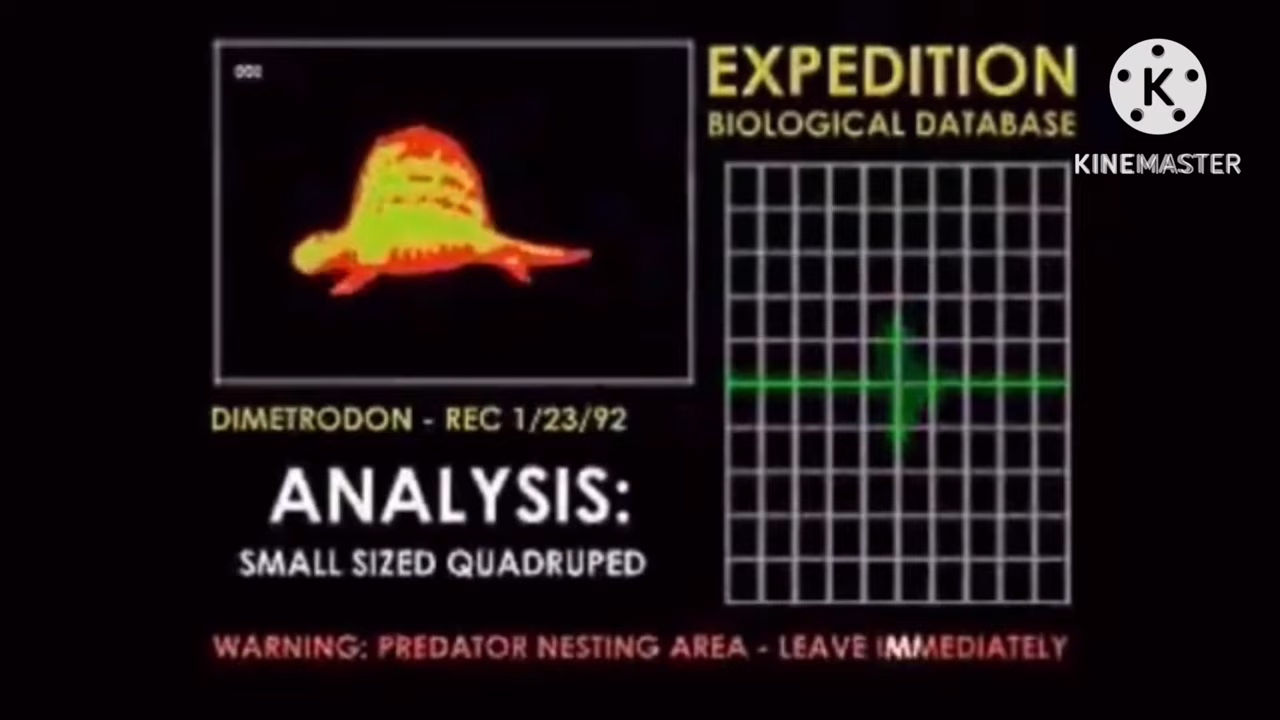 001
EXPEDITION
BIOLOGICAL DATABASE
K
KINEMASTER
DIMETRODON - REC 1/23/92
ANALYSIS:
SMALL SIZED QUADRUPED
WARNING: PREDATOR NESTING AREA - LEAVE IMMEDIATELY